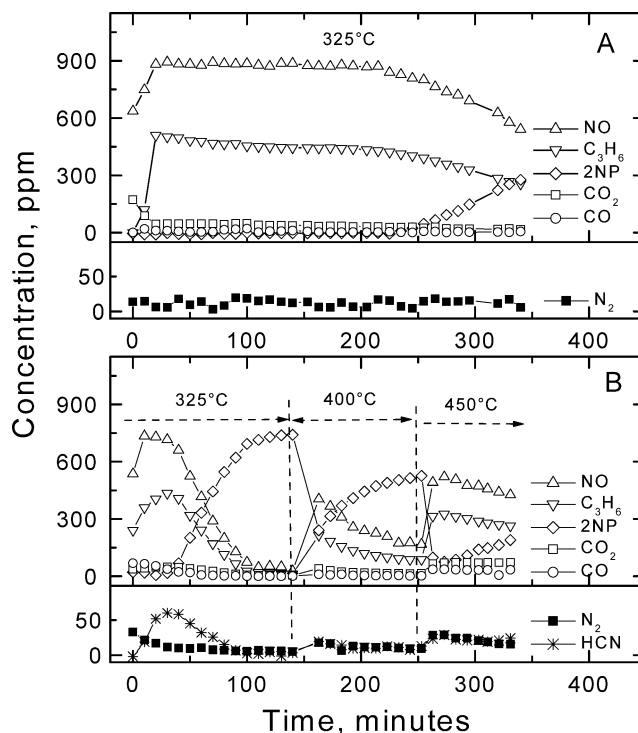 325°C
A
900
600
300
0
NO
C3H6
2NP
CO2
CO
50
0
N2
0 100 200 300 400
Concentration, ppm
B
325°C 400°C 450°C
900
600
300
0
NO
C3H6
2NP
CO2
CO
50
0
N2
HCN
0 100 200 300 400
Time, minutes